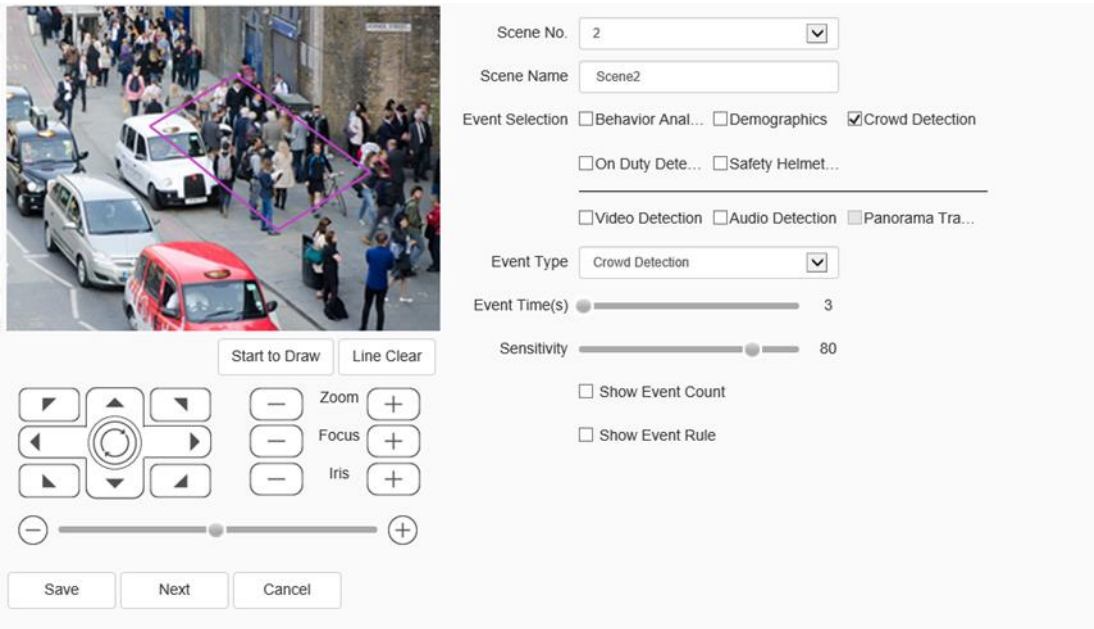 Scene No. 2
Scene Name Scene2
Event Selection Behavior Anal... Demographics Crowd Detection
On Duty Dete... Safety Helmet...
Video Detection Audio Detection Panorama Tra...
Event Type Crowd Detection
Event Time(s) 3
Sensitivity 80
Show Event Count
Show Event Rule
Start to Draw Line Clear
Zoom
Focus
Iris
Save Next Cancel